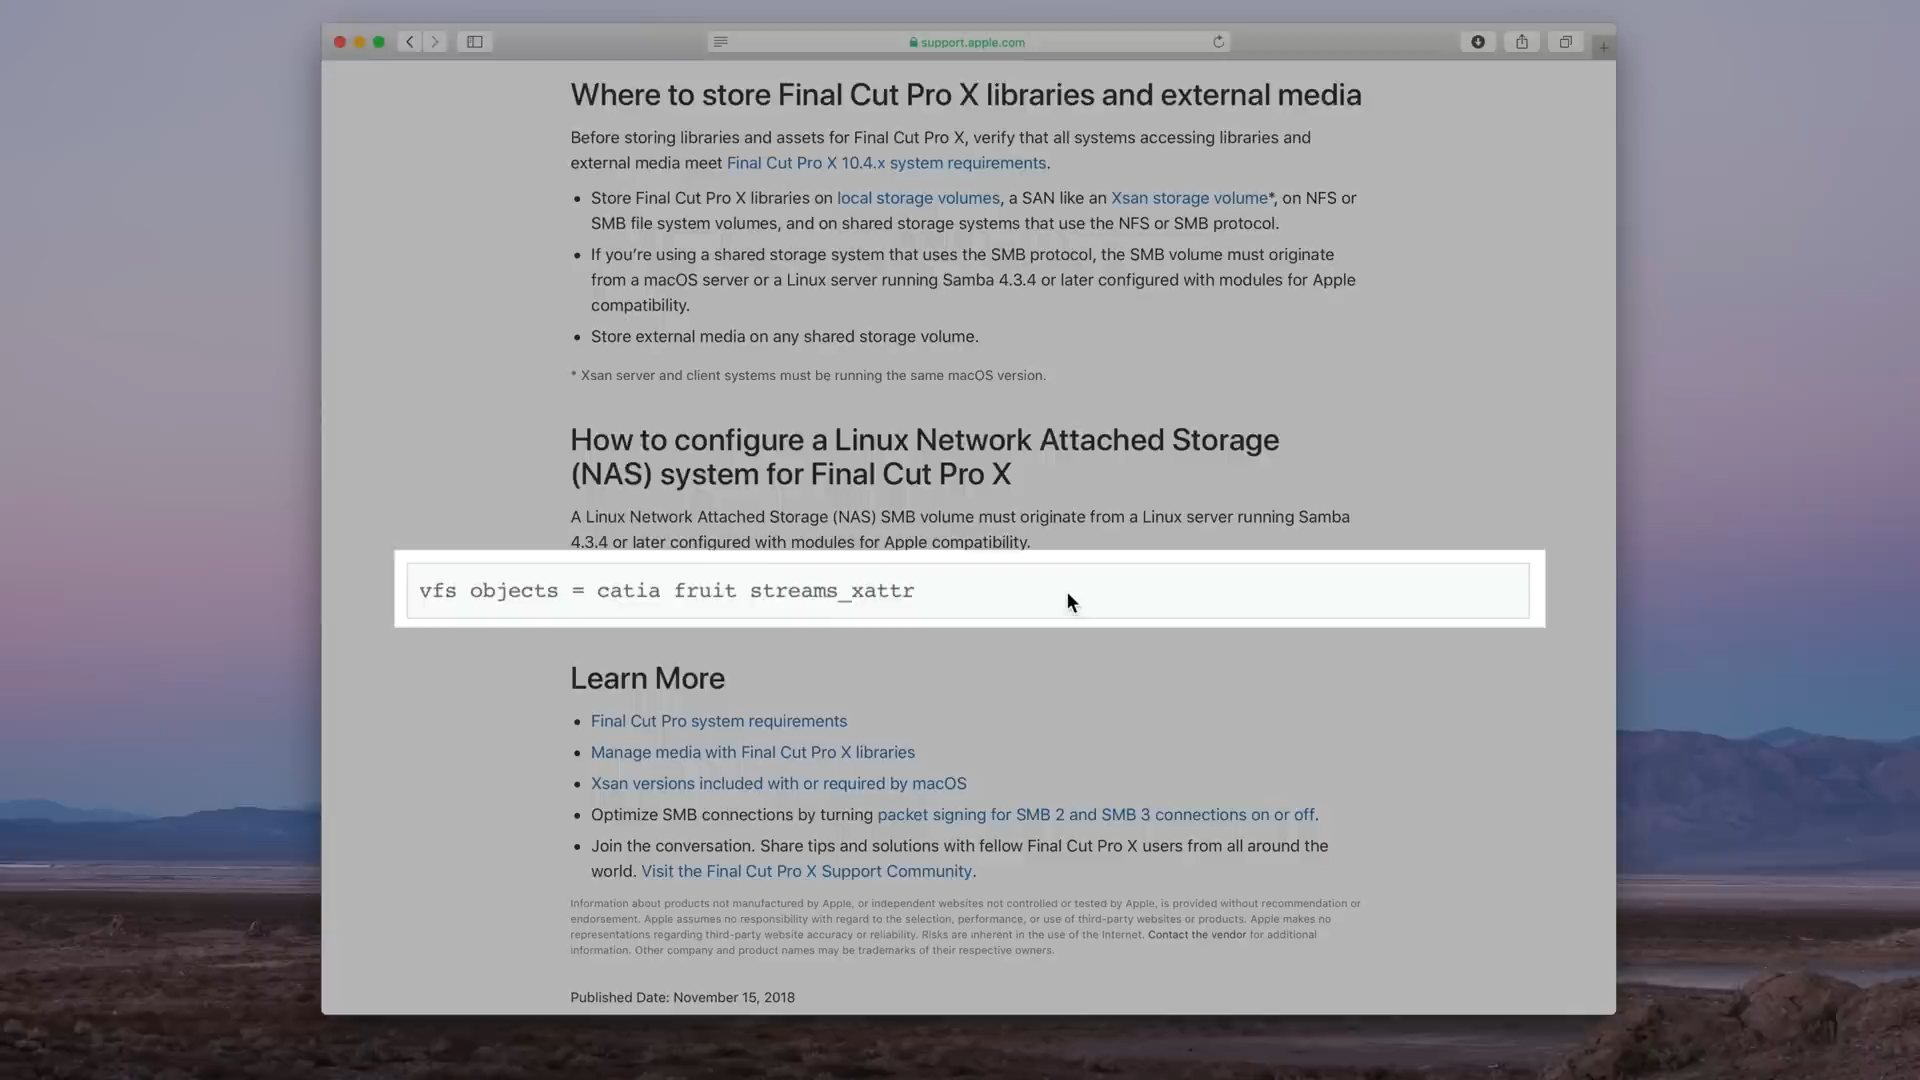 support.apple.com
Where to store Final Cut Pro X libraries and external media
Before storing libraries and assets for Final Cut Pro X, verify that all systems accessing libraries and
external media meet Final Cut Pro X 10.4.x system requirements.
• Store Final Cut Pro X libraries on local storage volumes, a SAN like an Xsan storage volume*, on NFS or
SMB file system volumes, and on shared storage systems that use the NFS or SMB protocol.
• If you’re using a shared storage system that uses the SMB protocol, the SMB volume must originate
from a macOS server or a Linux server running Samba 4.3.4 or later configured with modules for Apple
compatibility.
• Store external media on any shared storage volume.
* Xsan server and client systems must be running the same macOS version.
How to configure a Linux Network Attached Storage
(NAS) system for Final Cut Pro X
A Linux Network Attached Storage (NAS) SMB volume must originate from a Linux server running Samba
4.3.4 or later configured with modules for Apple compatibility.
vfs objects = catia fruit streams_xattr
Learn More
• Final Cut Pro system requirements
• Manage media with Final Cut Pro X libraries
• Xsan versions included with or required by macOS
• Optimize SMB connections by turning packet signing for SMB 2 and SMB 3 connections on or off.
• Join the conversation. Share tips and solutions with fellow Final Cut Pro X users from all around the
world. Visit the Final Cut Pro X Support Community.
Information about products not manufactured by Apple, or independent websites not controlled or tested by Apple, is provided without recommendation or
endorsement. Apple assumes no responsibility with regard to the selection, performance, or use of third-party websites or products. Apple makes no
representations regarding third-party website accuracy or reliability. Risks are inherent in the use of the Internet. Contact the vendor for additional
information. Other company and product names may be trademarks of their respective owners.
Published Date: November 15, 2018